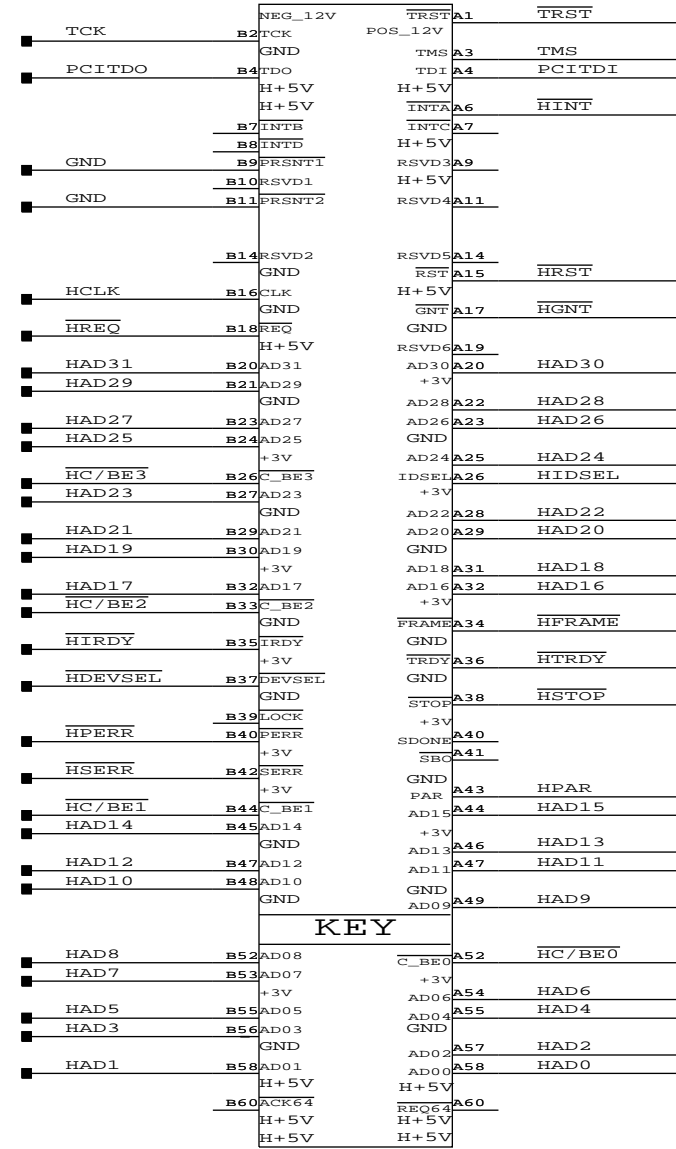 NEG_12V TRST A1 TRST
TCK B2 TCK POS_12V
GND TMS A3 TMS
PCITDO B4 TDO TDI A4 PCITDI
H+5V H+5V
H+5V INTA A6 HINT
B7 INTB INTC A7
B8 INTD H+5V
GND B9 PRSNT1 RSVD3 A9
B10 RSVD1 H+5V
GND B11 PRSNT2 RSVD4 A11
B14 RSVD2 RSVD5 A14
GND RST A15 HRST
HCLK B16 CLK H+5V
GND GNT A17 HGNT
HREQ B18 REQ GND
H+5V RSVD6 A19
HAD31 B20 AD31 AD30 A20 HAD30
HAD29 B21 AD29 +3V
GND AD28 A22 HAD28
HAD27 B23 AD27 AD26 A23 HAD26
HAD25 B24 AD25 GND
+3V AD24 A25 HAD24
HC/BE3 B26 C_BE3 IDSEL A26 HIDSEL
HAD23 B27 AD23 +3V
GND AD22 A28 HAD22
HAD21 B29 AD21 AD20 A29 HAD20
HAD19 B30 AD19 GND
+3V AD18 A31 HAD18
HAD17 B32 AD17 AD16 A32 HAD16
HC/BE2 B33 C_BE2 +3V
GND FRAME A34 HFRAME
HIRDY B35 IRDY GND
+3V TRDY A36 HTRDY
HDEVSEL B37 DEVSEL GND
GND STOP A38 HSTOP
B39 LOCK +3V
HPERR B40 PERR SDONE A40
+3V SBO A41
HSERR B42 SERR GND
+3V PAR A43 HPAR
HC/BE1 B44 C_BE1 AD15 A44 HAD15
HAD14 B45 AD14 +3V
GND AD13 A46 HAD13
HAD12 B47 AD12 AD11 A47 HAD11
HAD10 B48 AD10 GND
GND AD09 A49 HAD9
KEY
HAD8 B52 AD08 C_BE0 A52 HC/BE0
HAD7 B53 AD07 +3V
+3V AD06 A54 HAD6
HAD5 B55 AD05 AD04 A55 HAD4
HAD3 B56 AD03 GND
GND AD02 A57 HAD2
HAD1 B58 AD01 AD00 A58 HAD0
H+5V H+5V
B60 ACK64 REQ64 A60
H+5V H+5V
H+5V H+5V